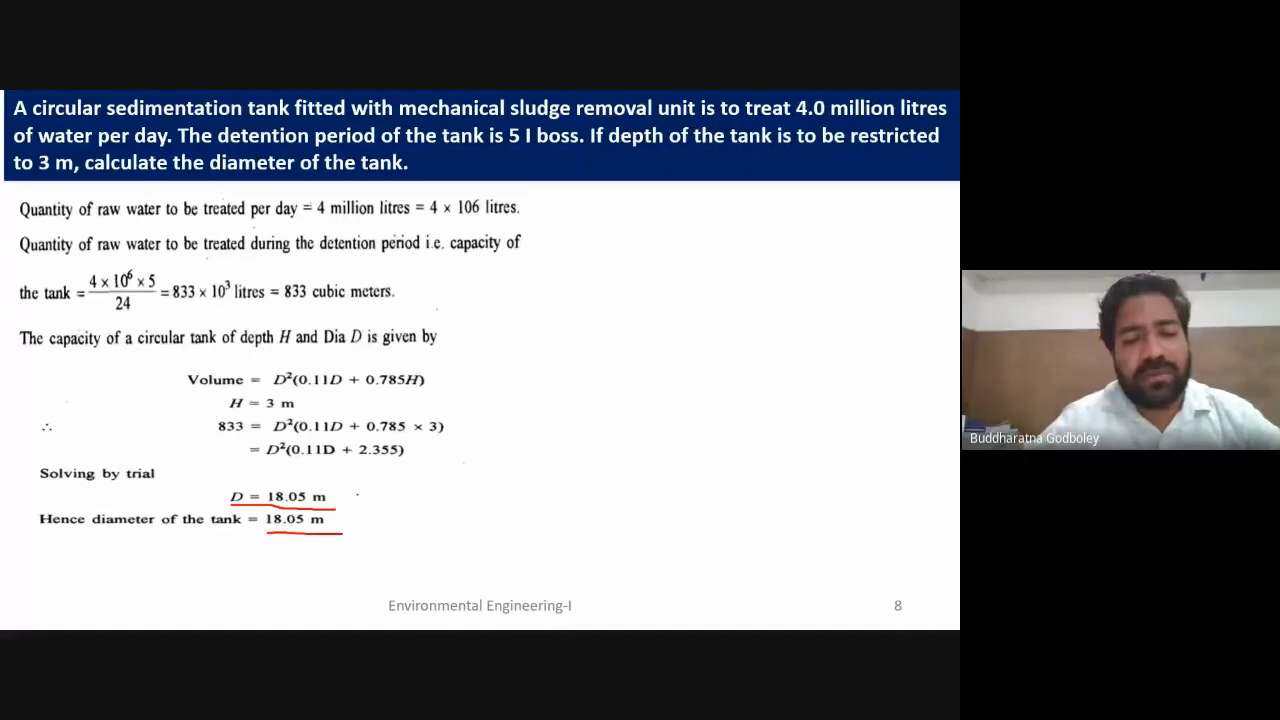 A circular sedimentation tank fitted with mechanical sludge removal unit is to treat 4.0 million litres
of water per day. The detention period of the tank is 5 I boss. If depth of the tank is to be restricted
to 3 m, calculate the diameter of the tank.
Quantity of raw water to be treated per day = 4 million litres = 4 × 106 litres.
Quantity of raw water to be treated during the detention period i.e. capacity of
the tank = 4 × 10⁶ × 5 / 24 = 833 × 10³ litres = 833 cubic meters.
The capacity of a circular tank of depth H and Dia D is given by
Volume = D²(0.11D + 0.785H)
H = 3 m
∴ 833 = D²(0.11D + 0.785 × 3)
= D²(0.11D + 2.355)
Solving by trial
D = 18.05 m
Hence diameter of the tank = 18.05 m
Environmental Engineering-I 8
Buddharatna Godboley